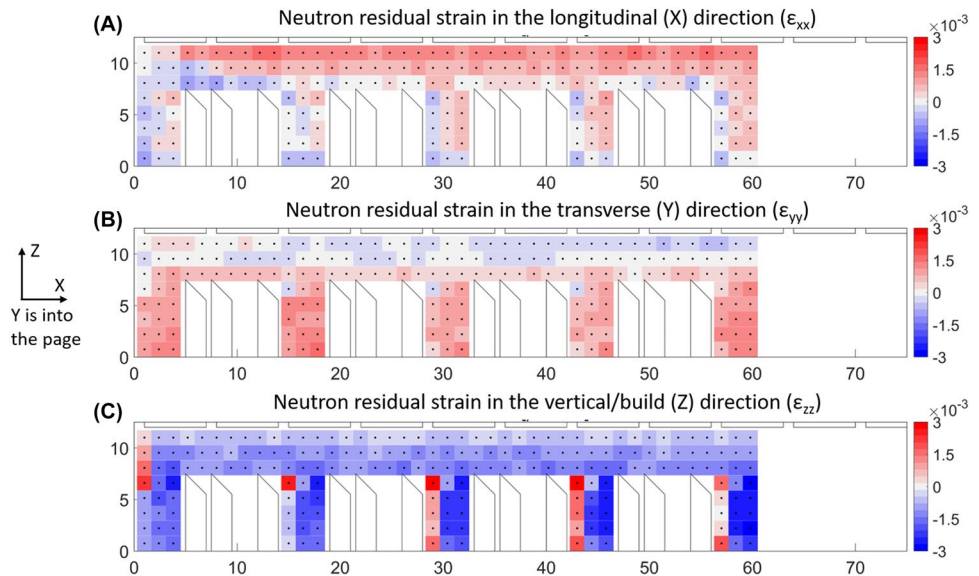 (A) Neutron residual strain in the longitudinal (X) direction (εxx)
×10⁻³
3
1.5
0
-1.5
-3
10
5
0
0 10 20 30 40 50 60 70
(B) Neutron residual strain in the transverse (Y) direction (εyy)
×10⁻³
3
1.5
0
-1.5
-3
10
5
0
0 10 20 30 40 50 60 70
Z
X
Y is into
the page
(C) Neutron residual strain in the vertical/build (Z) direction (εzz)
×10⁻³
3
1.5
0
-1.5
-3
10
5
0
0 10 20 30 40 50 60 70